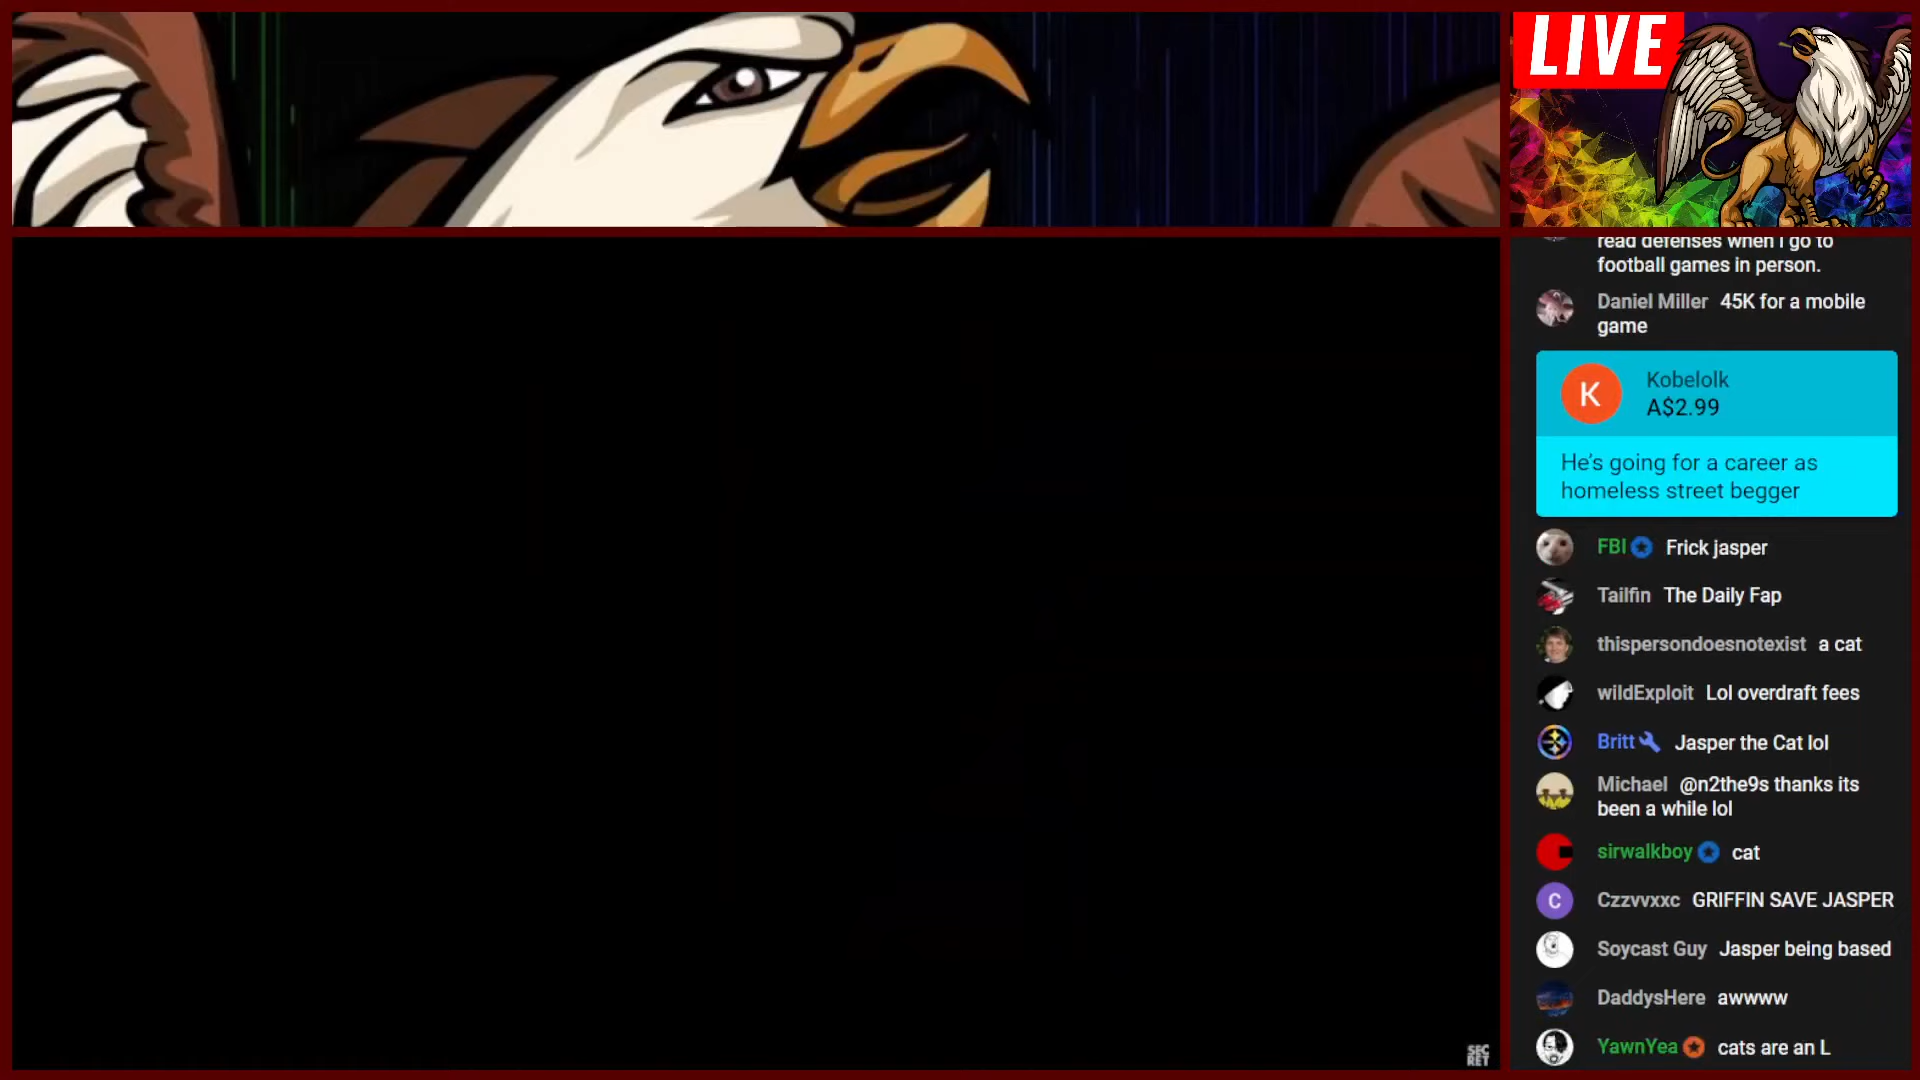 LIVE
read defenses when I go to
football games in person.
Daniel Miller 45K for a mobile
game
K
Kobelolk
A$2.99
He's going for a career as
homeless street begger
FBI Frick jasper
Tailfin The Daily Fap
thispersondoesnotexist a cat
wildExploit Lol overdraft fees
Britt Jasper the Cat lol
Michael @n2the9s thanks its
been a while lol
sirwalkboy cat
C Czzvvxxc GRIFFIN SAVE JASPER
Soycast Guy Jasper being based
DaddysHere awwww
YawnYea cats are an L
SEC
RET